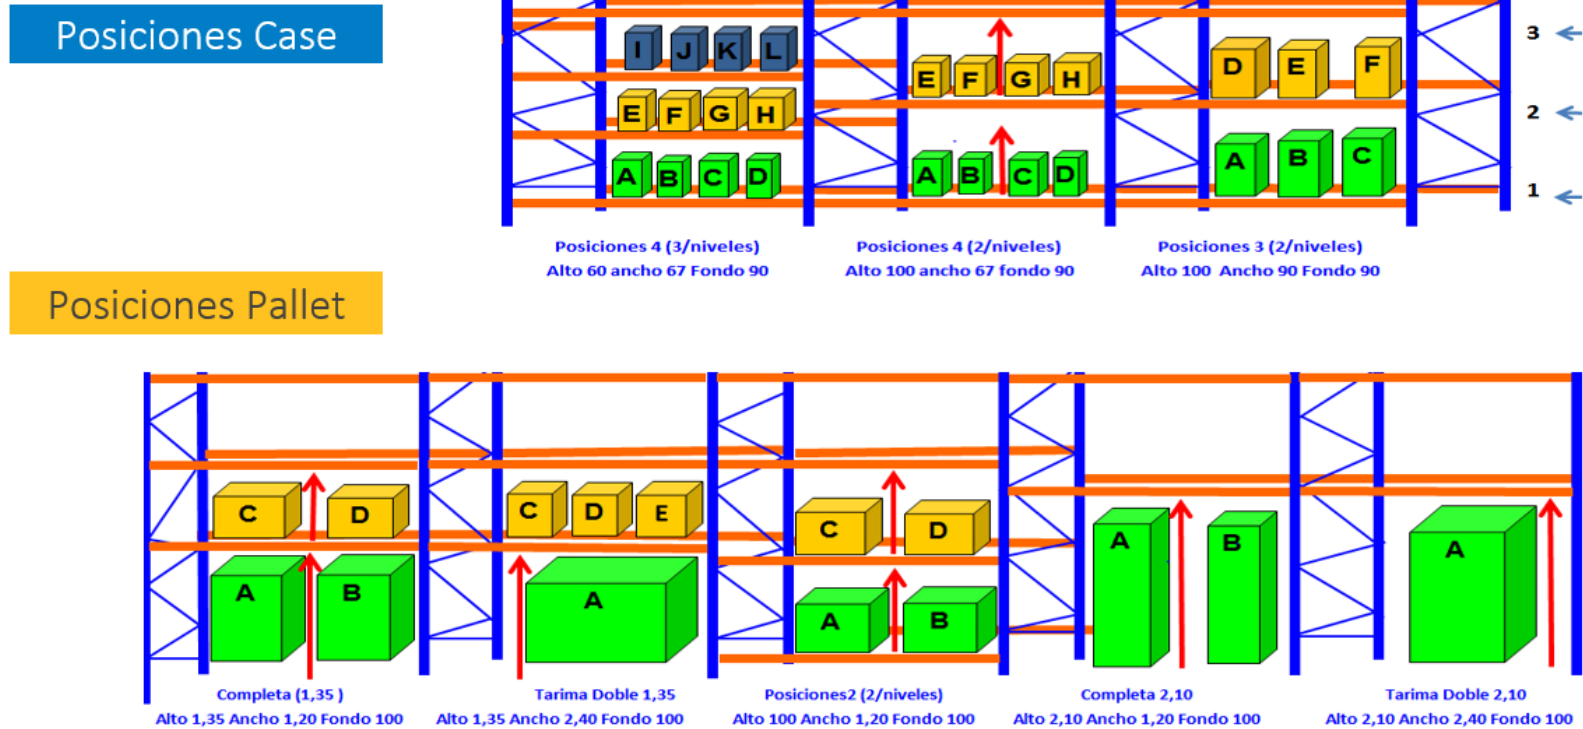 Posiciones Case
I J K L
E F G H
A B C D
E F G H
A B C D
D E F
A B C
3
2
1
Posiciones 4 (3/niveles)
Alto 60 ancho 67 Fondo 90
Posiciones 4 (2/niveles)
Alto 100 ancho 67 fondo 90
Posiciones 3 (2/niveles)
Alto 100 Ancho 90 Fondo 90
Posiciones Pallet
C D
A B
C D E
A
C D
A B
A B
A
Completa (1,35 )
Alto 1,35 Ancho 1,20 Fondo 100
Tarima Doble 1,35
Alto 1,35 Ancho 2,40 Fondo 100
Posiciones2 (2/niveles)
Alto 100 Ancho 1,20 Fondo 100
Completa 2,10
Alto 2,10 Ancho 1,20 Fondo 100
Tarima Doble 2,10
Alto 2,10 Ancho 2,40 Fondo 100